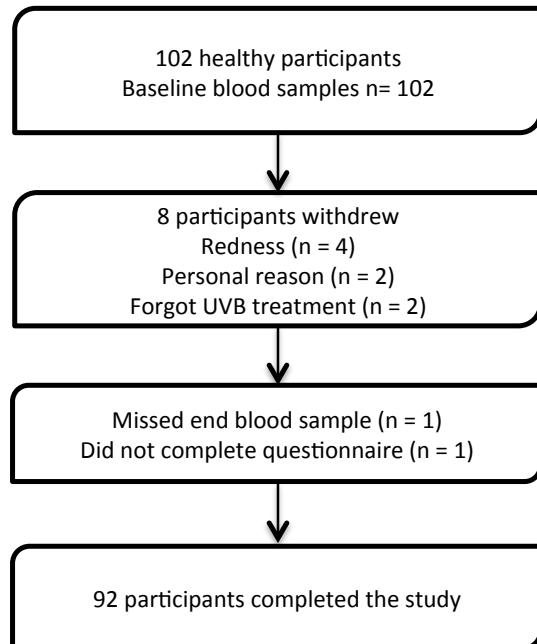 102 healthy participants
Baseline blood samples n= 102
8 participants withdrew
Redness (n = 4)
Personal reason (n = 2)
Forgot UVB treatment (n = 2)
Missed end blood sample (n = 1)
Did not complete questionnaire (n = 1)
92 participants completed the study